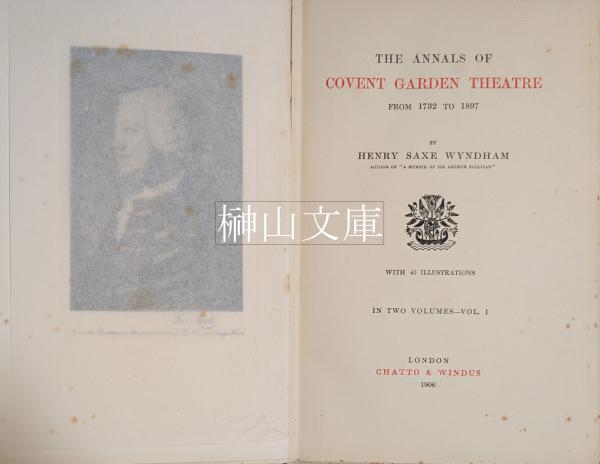 THE ANNALS OF
COVENT GARDEN THEATRE
FROM 1732 TO 1897
BY
HENRY SAXE WYNDHAM
AUTHOR OF "A MEMOIR OF SIR ARTHUR SULLIVAN"
榊山文庫
WITH 45 ILLUSTRATIONS
IN TWO VOLUMES—VOL. I
LONDON
CHATTO & WINDUS
1906